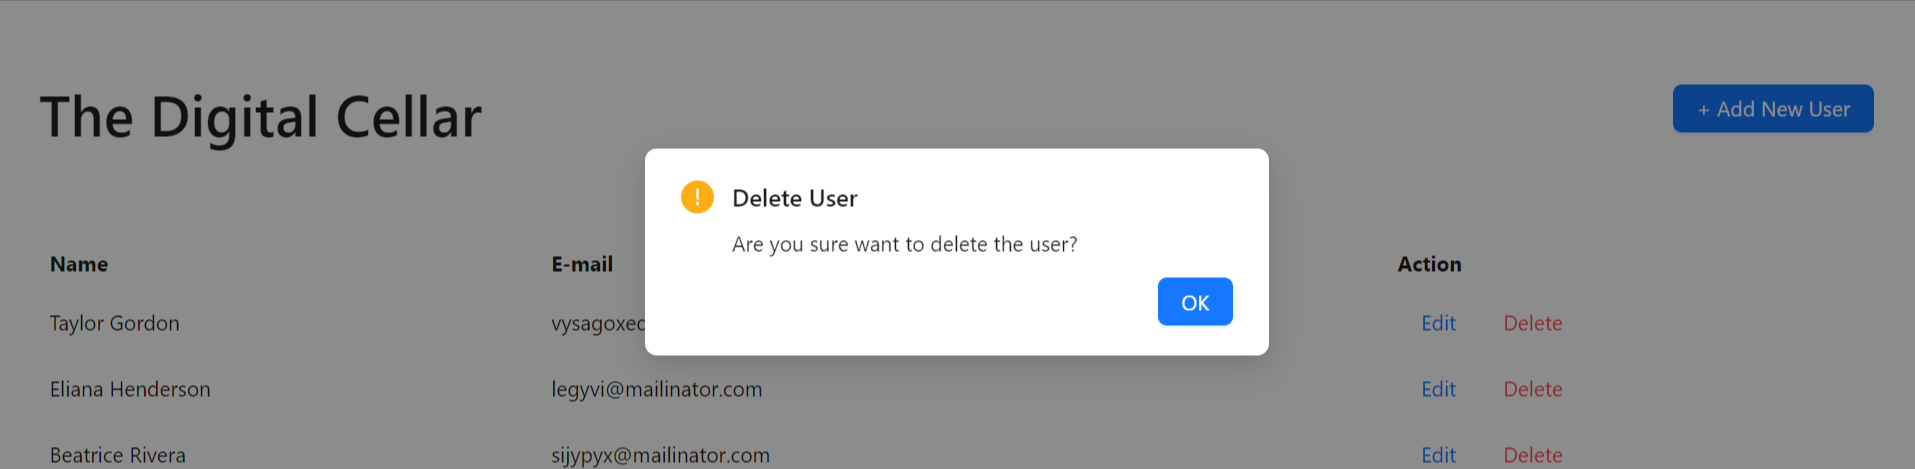 The Digital Cellar
+ Add New User
! Delete User
Are you sure want to delete the user?
OK
Name E-mail Action
Taylor Gordon vysagoxec Edit Delete
Eliana Henderson legyvi@mailinator.com Edit Delete
Beatrice Rivera sijypyx@mailinator.com Edit Delete